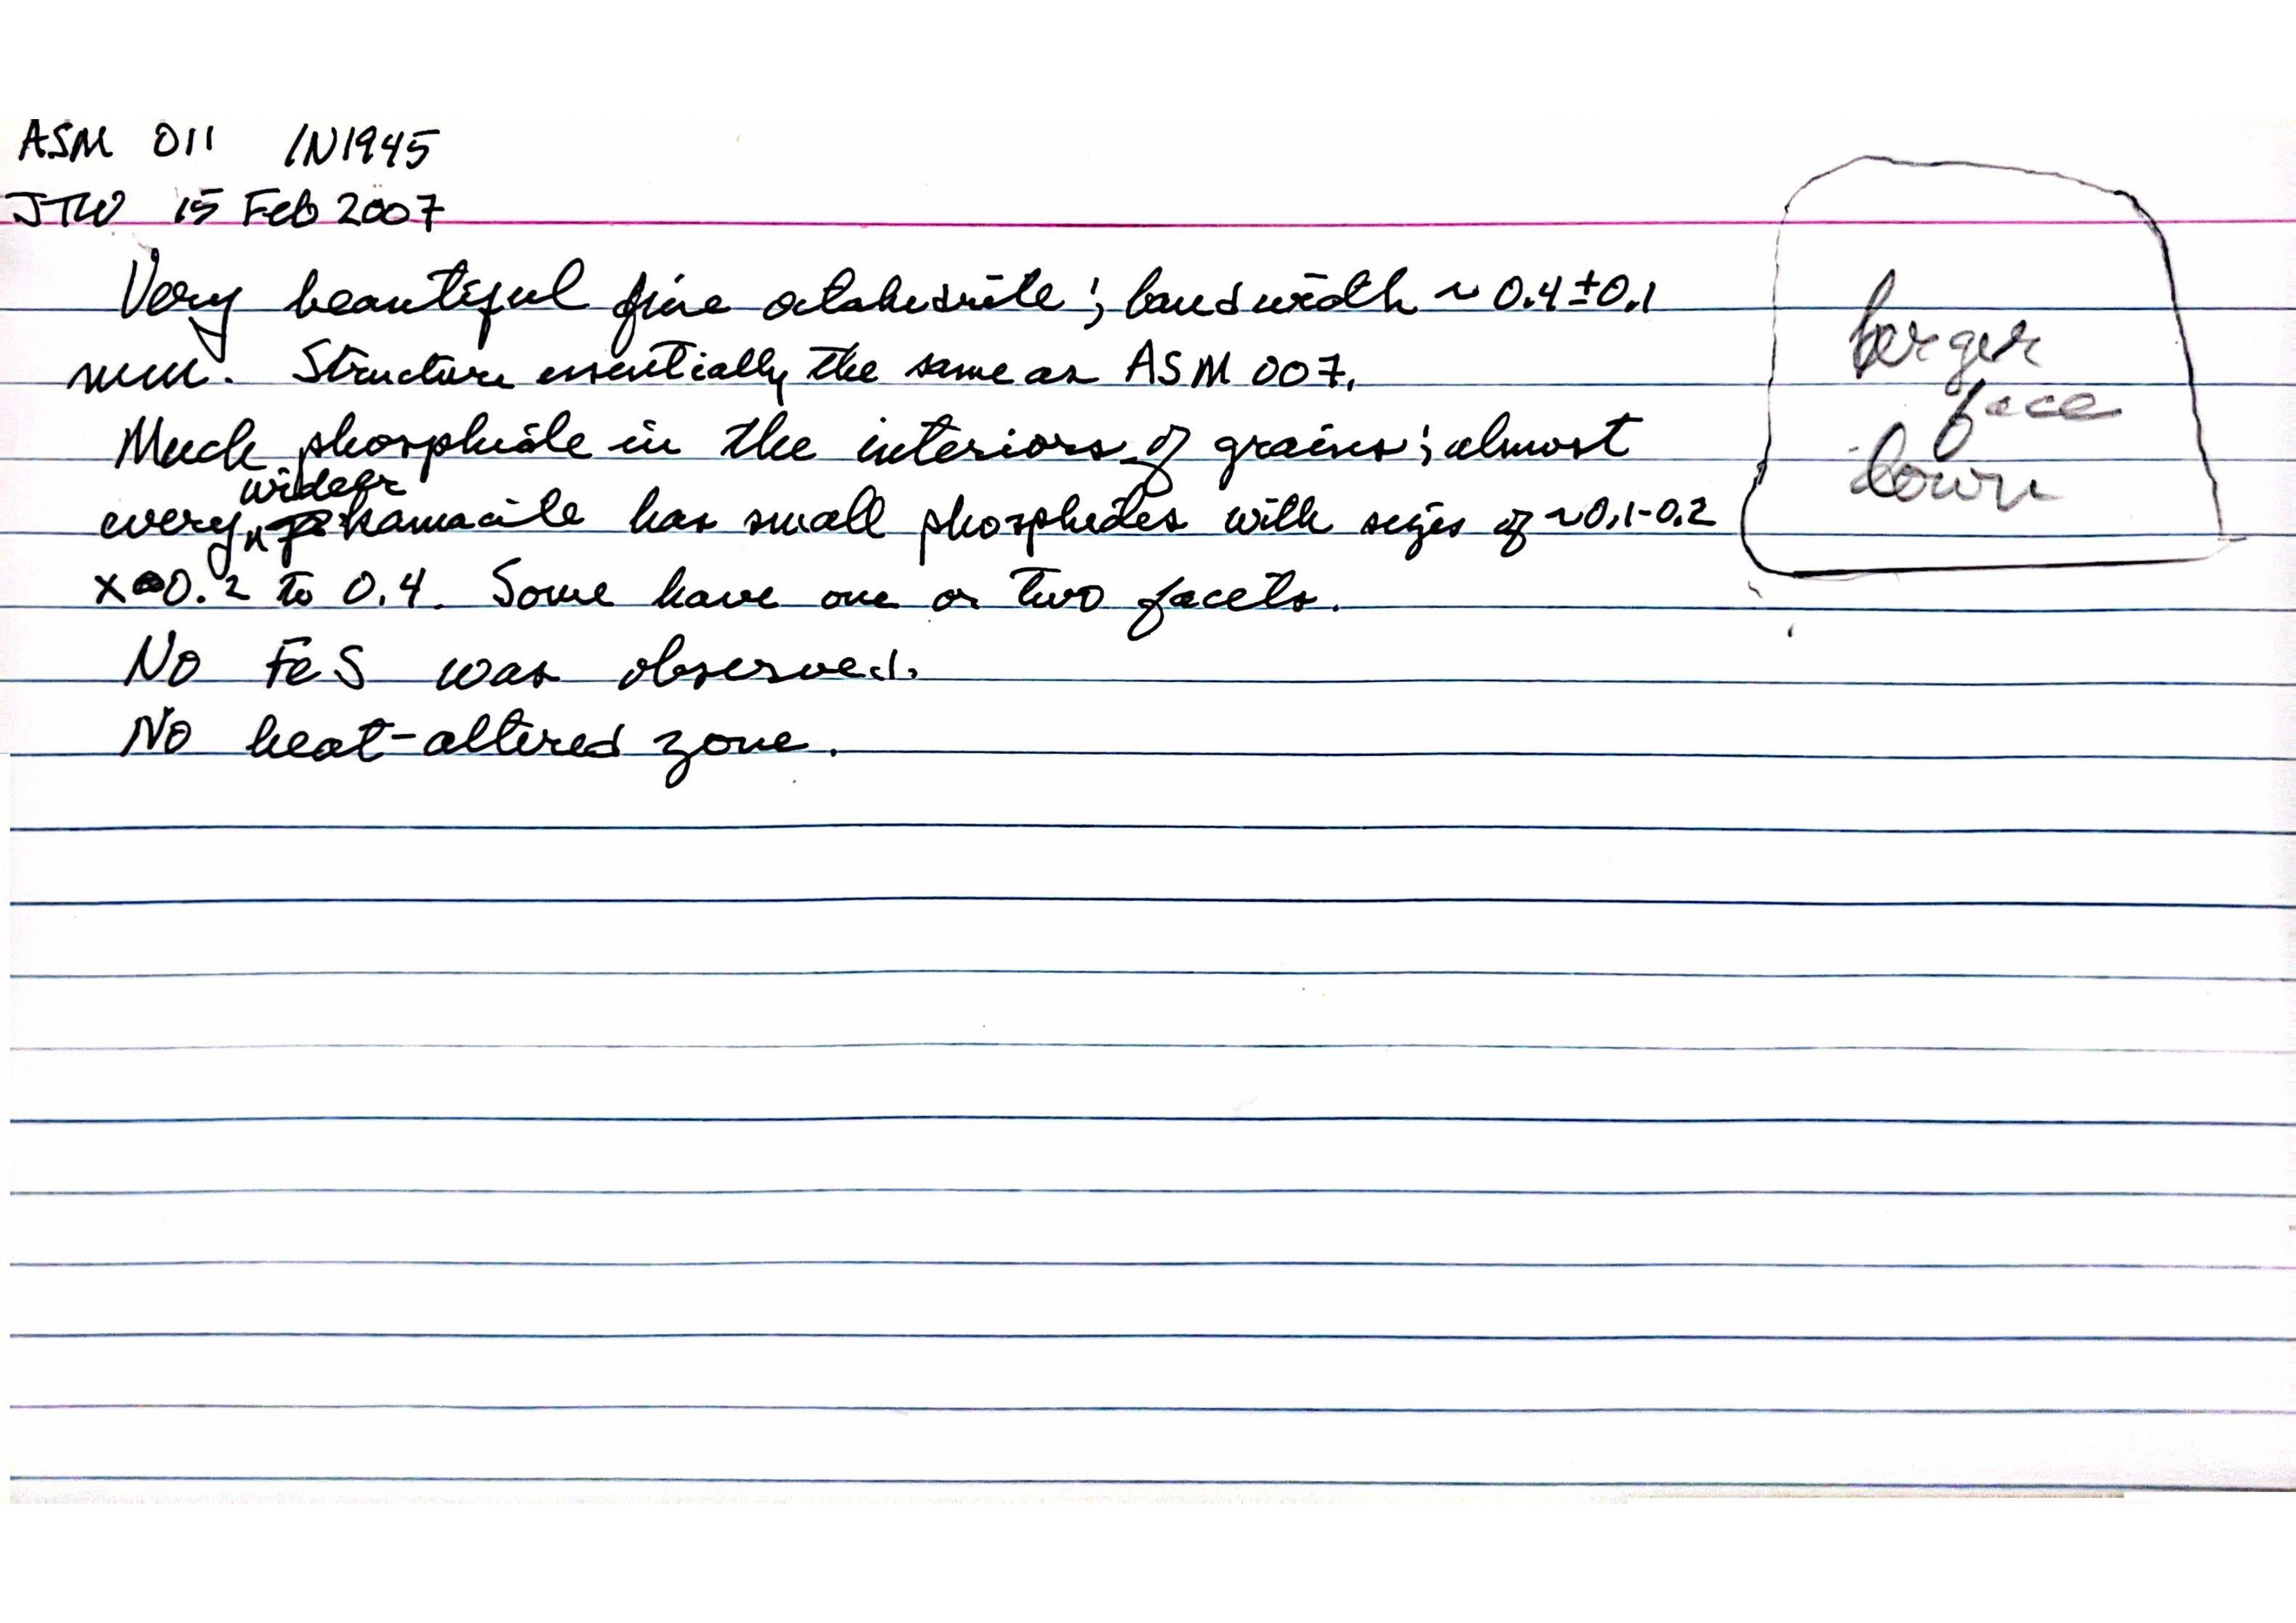 ASM 011 IN1945
JTW 15 Feb 2007
Very beautiful fine octahedrite; bandwidth ~ 0.4±0.1
mm. Structure essentially the same as ASM 007.
Much phosphide in the interiors of grains; almost
wider
every kamacite has small phosphides with sizes of ~0.1-0.2
x 0.2 to 0.4. Some have one or two facets.
No FeS was observed.
No heat-altered zone.
larger
face
down